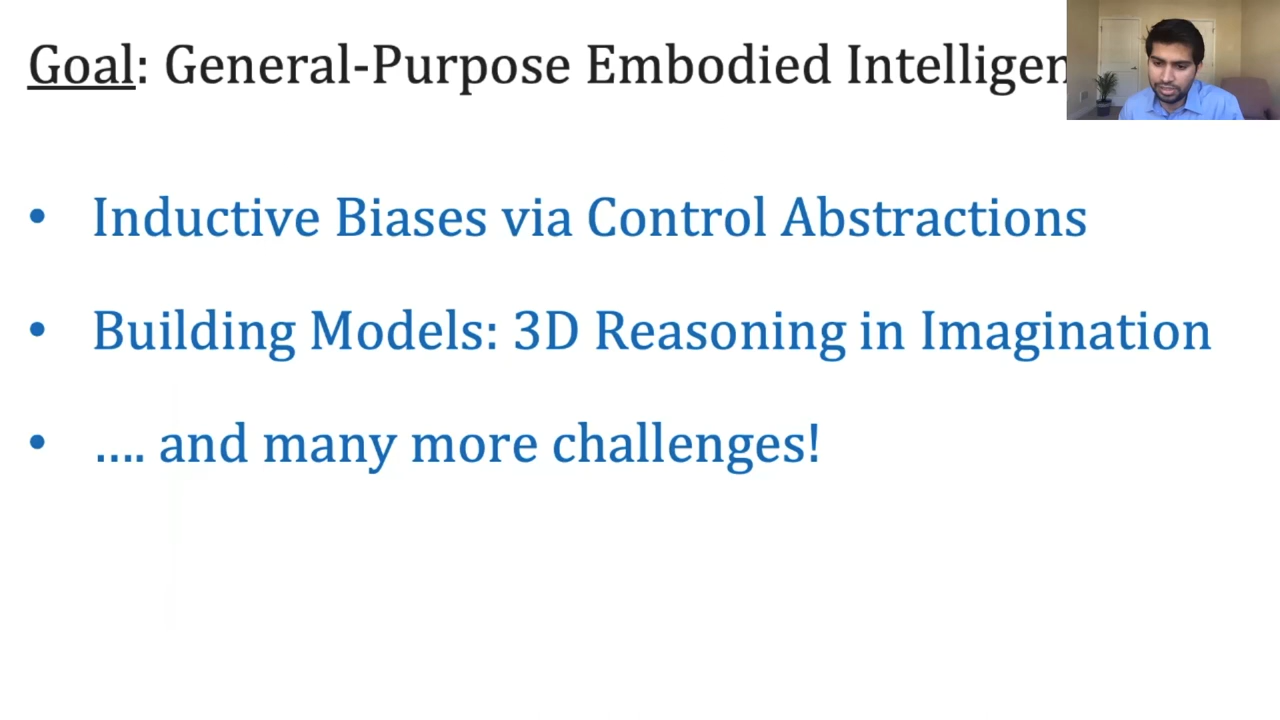 Goal: General-Purpose Embodied Intelligen
• Inductive Biases via Control Abstractions
• Building Models: 3D Reasoning in Imagination
• .... and many more challenges!